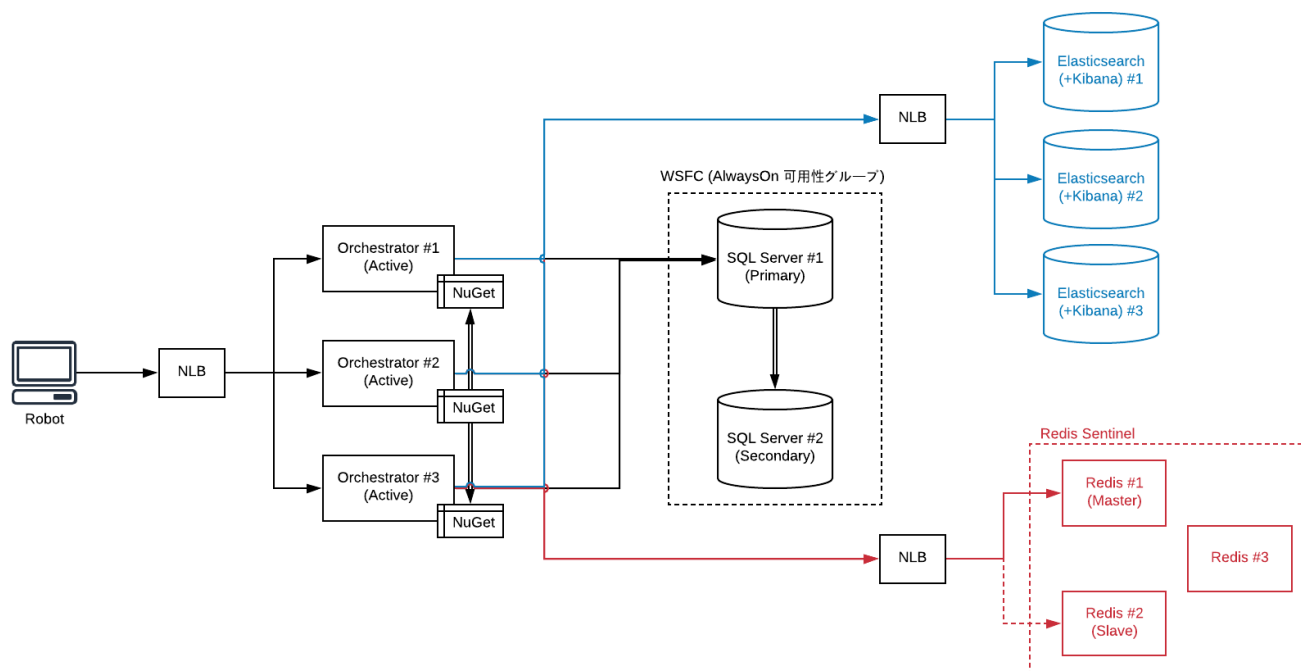 Elasticsearch
(+Kibana) #1
NLB
Elasticsearch
(+Kibana) #2
WSFC (AlwaysOn 可用性グループ)
Orchestrator #1
(Active)
NuGet
SQL Server #1
(Primary)
Elasticsearch
(+Kibana) #3
Robot
NLB
Orchestrator #2
(Active)
NuGet
SQL Server #2
(Secondary)
Orchestrator #3
(Active)
NuGet
Redis Sentinel
Redis #1
(Master)
NLB
Redis #3
Redis #2
(Slave)